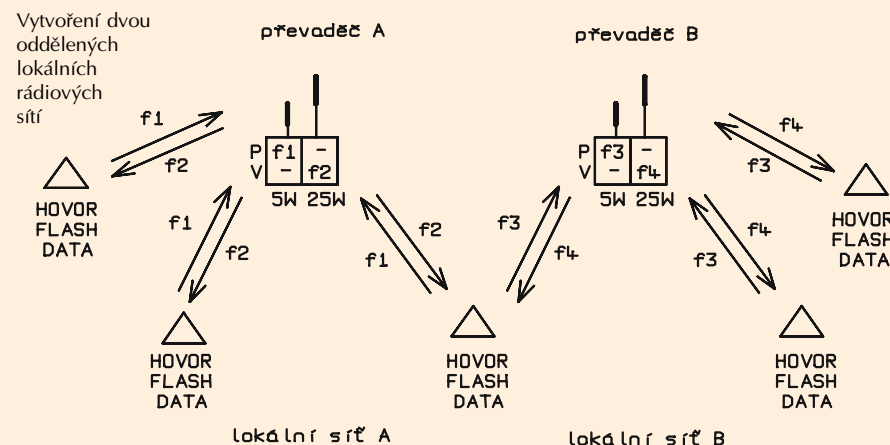 Vytvoření dvou
oddělených
lokálních
rádiových
sítí
převaděč A
převaděč B
f1
f2
P f1 -
V - f2
5W 25W
P f3 -
V - f4
5W 25W
f4
f3
HOVOR
FLASH
DATA
f1
f2
f2
f1
f3
f4
f4
f3
HOVOR
FLASH
DATA
HOVOR
FLASH
DATA
HOVOR
FLASH
DATA
HOVOR
FLASH
DATA
lokální síť A
lokální síť B